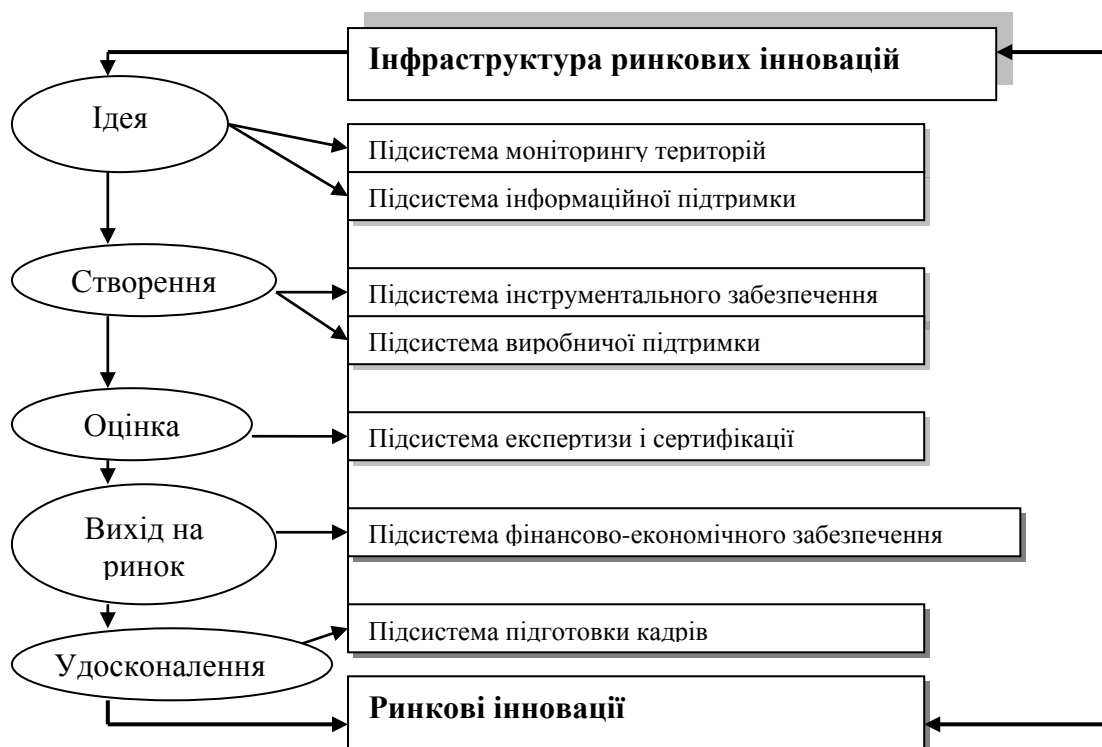 Інфраструктура ринкових інновацій
Ідея
Підсистема моніторингу територій
Підсистема інформаційної підтримки
Створення
Підсистема інструментального забезпечення
Підсистема виробничої підтримки
Оцінка
Підсистема експертизи і сертифікації
Вихід на
ринок
Підсистема фінансово-економічного забезпечення
Підсистема підготовки кадрів
Удосконалення
Ринкові інновації